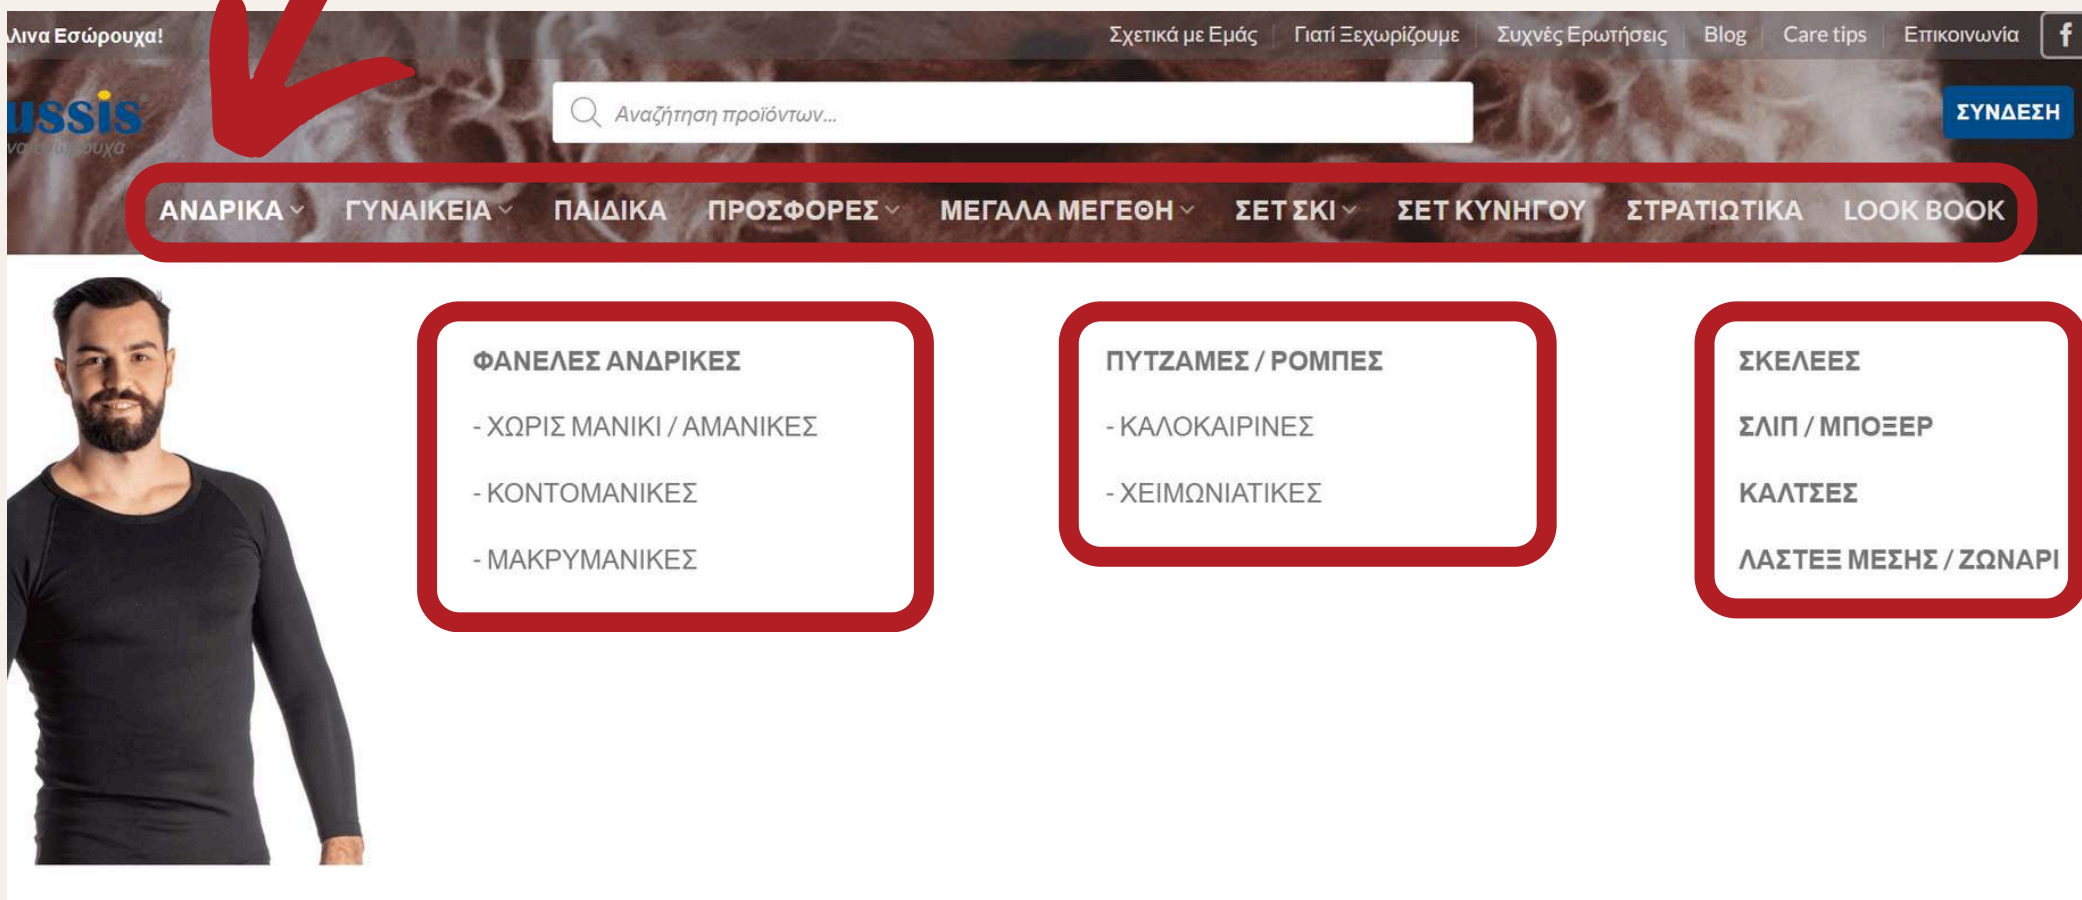 Εσώρουχα!
Σχετικά με Εμάς Γιατί Ξεχωρίζουμε Συχνές Ερωτήσεις Blog Care tips Επικοινωνία f
ussis
Αναζήτηση προϊόντων...
ΣΥΝΔΕΣΗ
ΑΝΔΡΙΚΑ ΓΥΝΑΙΚΕΙΑ ΠΑΙΔΙΚΑ ΠΡΟΣΦΟΡΕΣ ΜΕΓΑΛΑ ΜΕΓΕΘΗ ΣΕΤ ΣΚΙ ΣΕΤ ΚΥΝΗΓΟΥ ΣΤΡΑΤΙΩΤΙΚΑ LOOK BOOK
ΦΑΝΕΛΕΣ ΑΝΔΡΙΚΕΣ
- ΧΩΡΙΣ ΜΑΝΙΚΙ / ΑΜΑΝΙΚΕΣ
- ΚΟΝΤΟΜΑΝΙΚΕΣ
- ΜΑΚΡΥΜΑΝΙΚΕΣ
ΠΥΤΖΑΜΕΣ / ΡΟΜΠΕΣ
- ΚΑΛΟΚΑΙΡΙΝΕΣ
- ΧΕΙΜΩΝΙΑΤΙΚΕΣ
ΣΚΕΛΕΕΣ
ΣΛΙΠ / ΜΠΟΞΕΡ
ΚΑΛΤΣΕΣ
ΛΑΣΤΕΞ ΜΕΣΗΣ / ΖΩΝΑΡΙ